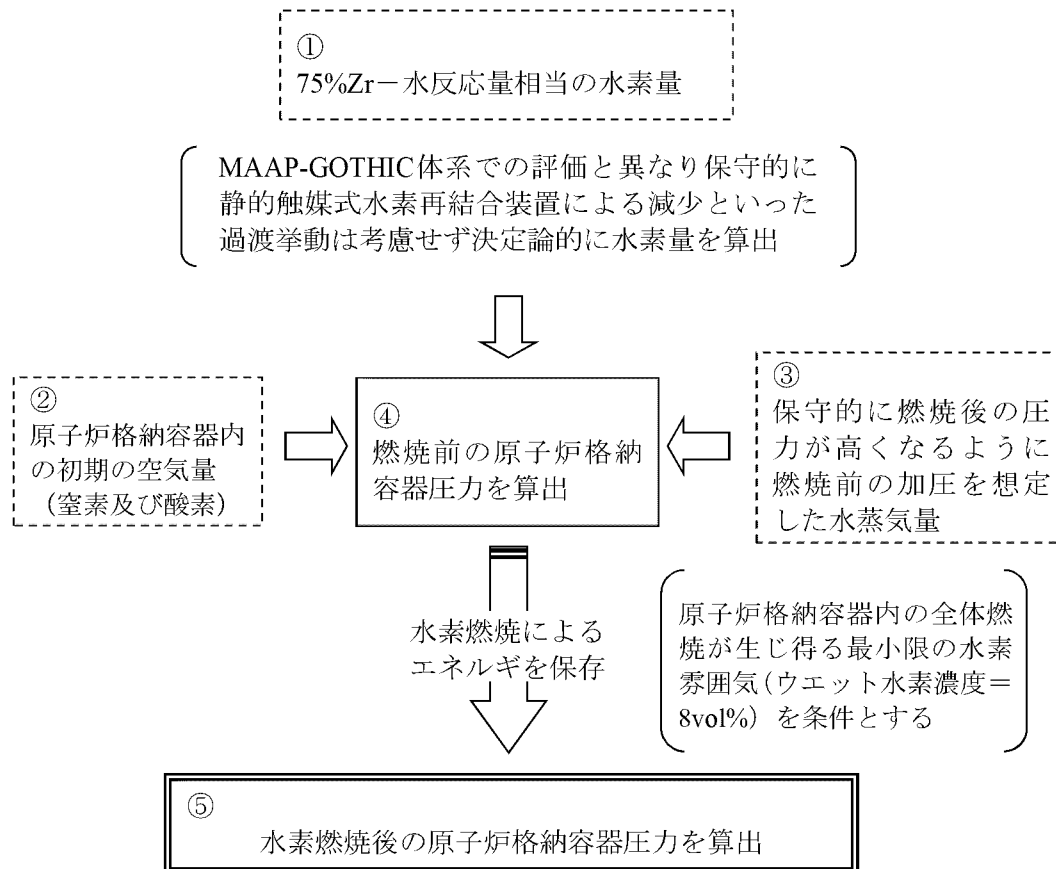 ①
75%Zr－水反応量相当の水素量
MAAP-GOTHIC体系での評価と異なり保守的に
静的触媒式水素再結合装置による減少といった
過渡挙動は考慮せず決定論的に水素量を算出
②
原子炉格納容器内
の初期の空気量
（窒素及び酸素）
④
燃焼前の原子炉格納
容器圧力を算出
③
保守的に燃焼後の圧
力が高くなるように
燃焼前の加圧を想定
した水蒸気量
水素燃焼による
エネルギを保存
原子炉格納容器内の全体燃
焼が生じ得る最小限の水素
雰囲気（ウエット水素濃度＝
8vol%）を条件とする
⑤
水素燃焼後の原子炉格納容器圧力を算出